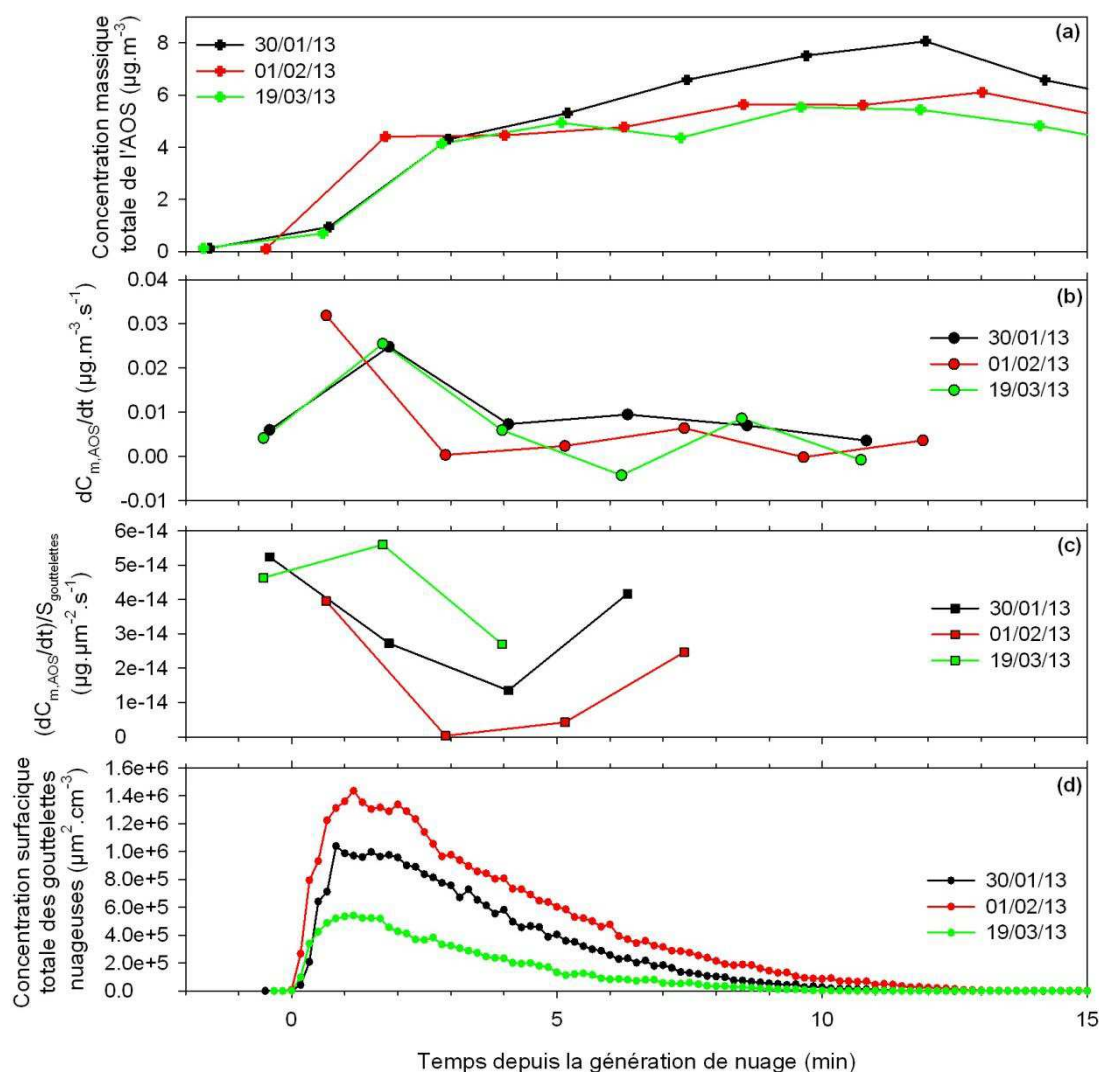 Concentration massique
totale de l'AOS (µg.m-3)
8
6
4
2
0
30/01/13
01/02/13
19/03/13
(a)
dCm,AOS/dt (µg.m-3.s-1)
0.04
0.03
0.02
0.01
0.00
-0.01
30/01/13
01/02/13
19/03/13
(b)
(dCm,AOS/dt)/Sgouttelettes
(µg.µm-2.s-1)
6e-14
5e-14
4e-14
3e-14
2e-14
1e-14
0
30/01/13
01/02/13
19/03/13
(c)
Concentration surfacique
totale des gouttelettes
nuageuses (µm2.cm-3)
1.6e+6
1.4e+6
1.2e+6
1.0e+6
8.0e+5
6.0e+5
4.0e+5
2.0e+5
0.0
30/01/13
01/02/13
19/03/13
(d)
0 5 10 15
Temps depuis la génération de nuage (min)